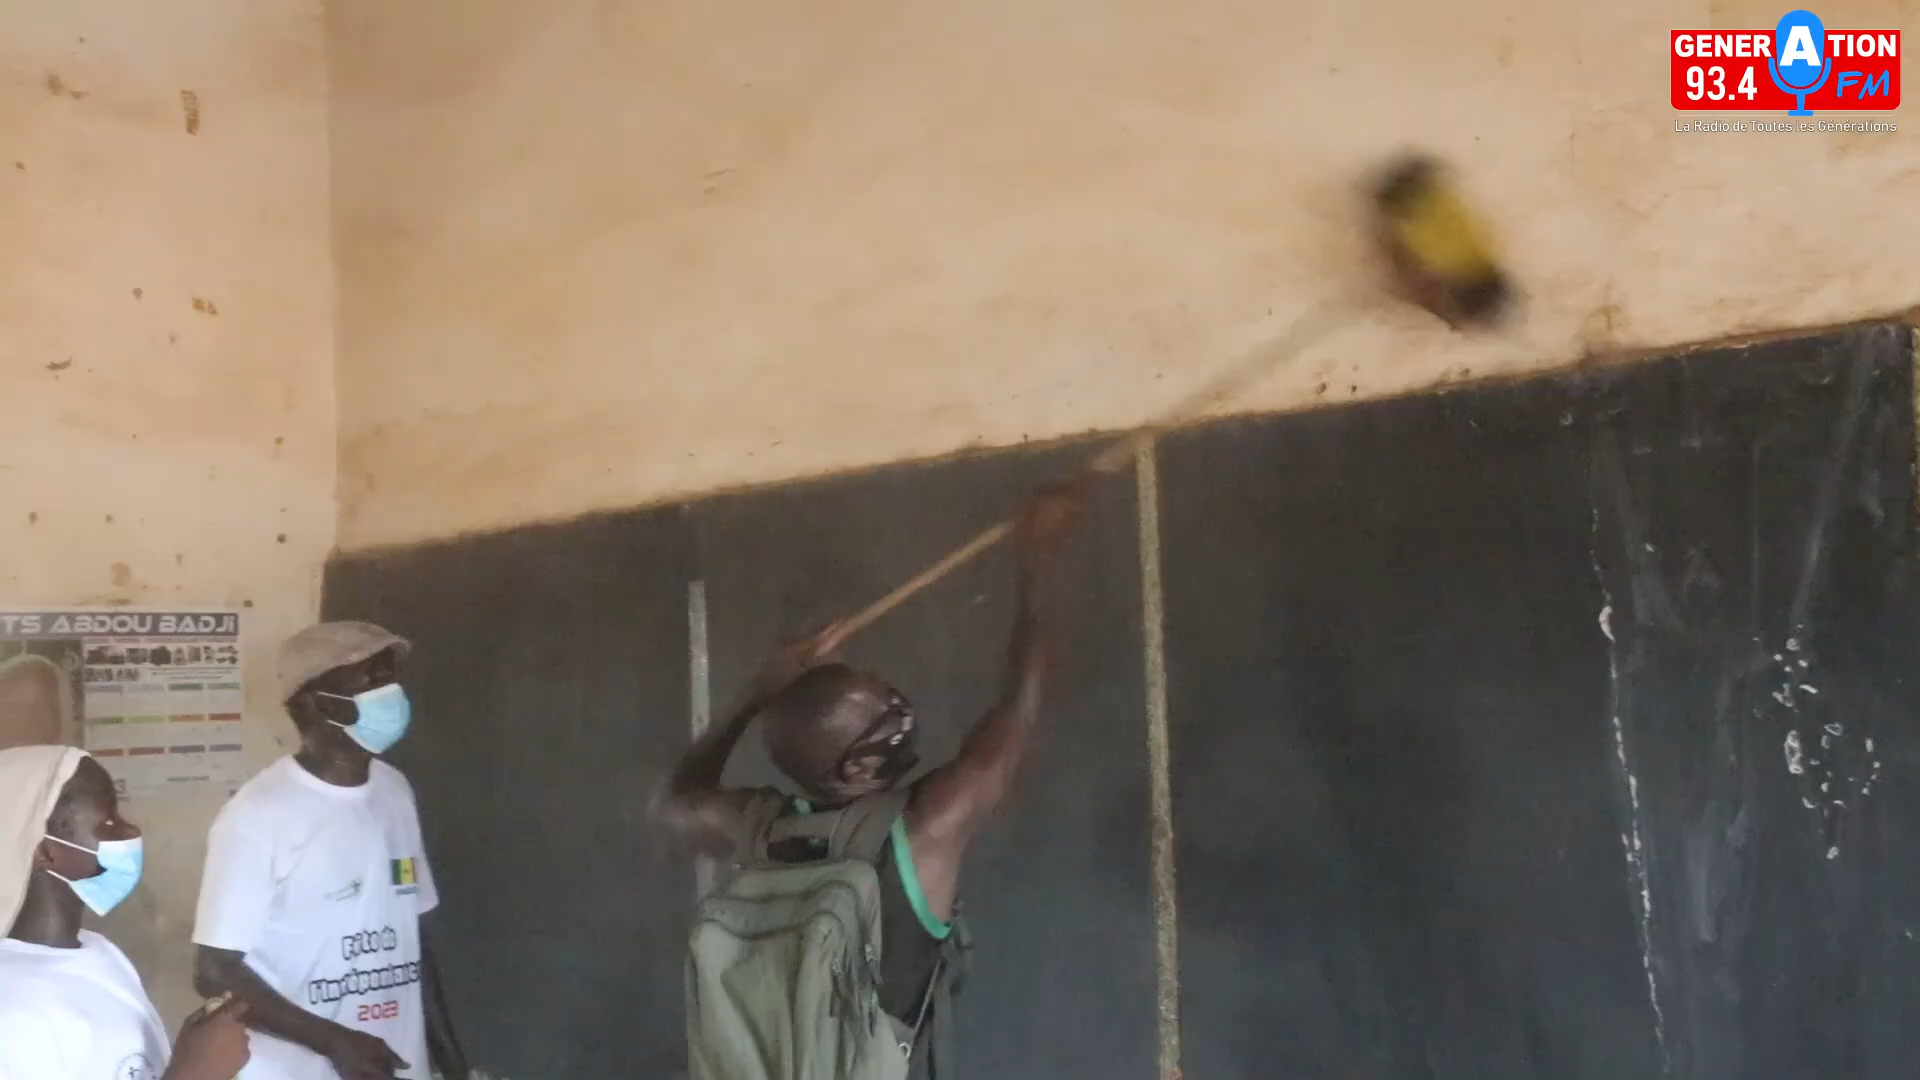 GENERATION
93.4 FM
La Radio de Toutes les Générations
TS ABDOU BADJI
Fête de
l'Indépendance
2023